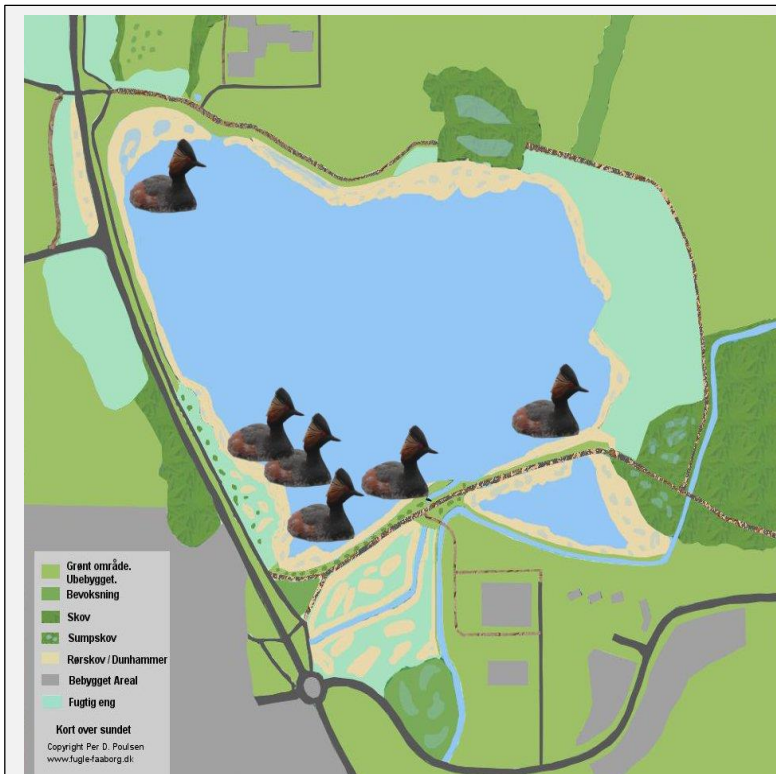 Grønt område.
Ubebygget.
Bevoksning
Skov
Sumpskov
Rørskov / Dunhammer
Bebygget Areal
Fugtig eng
Kort over sundet
Copyright Per D. Poulsen
www.fugle-faaborg.dk